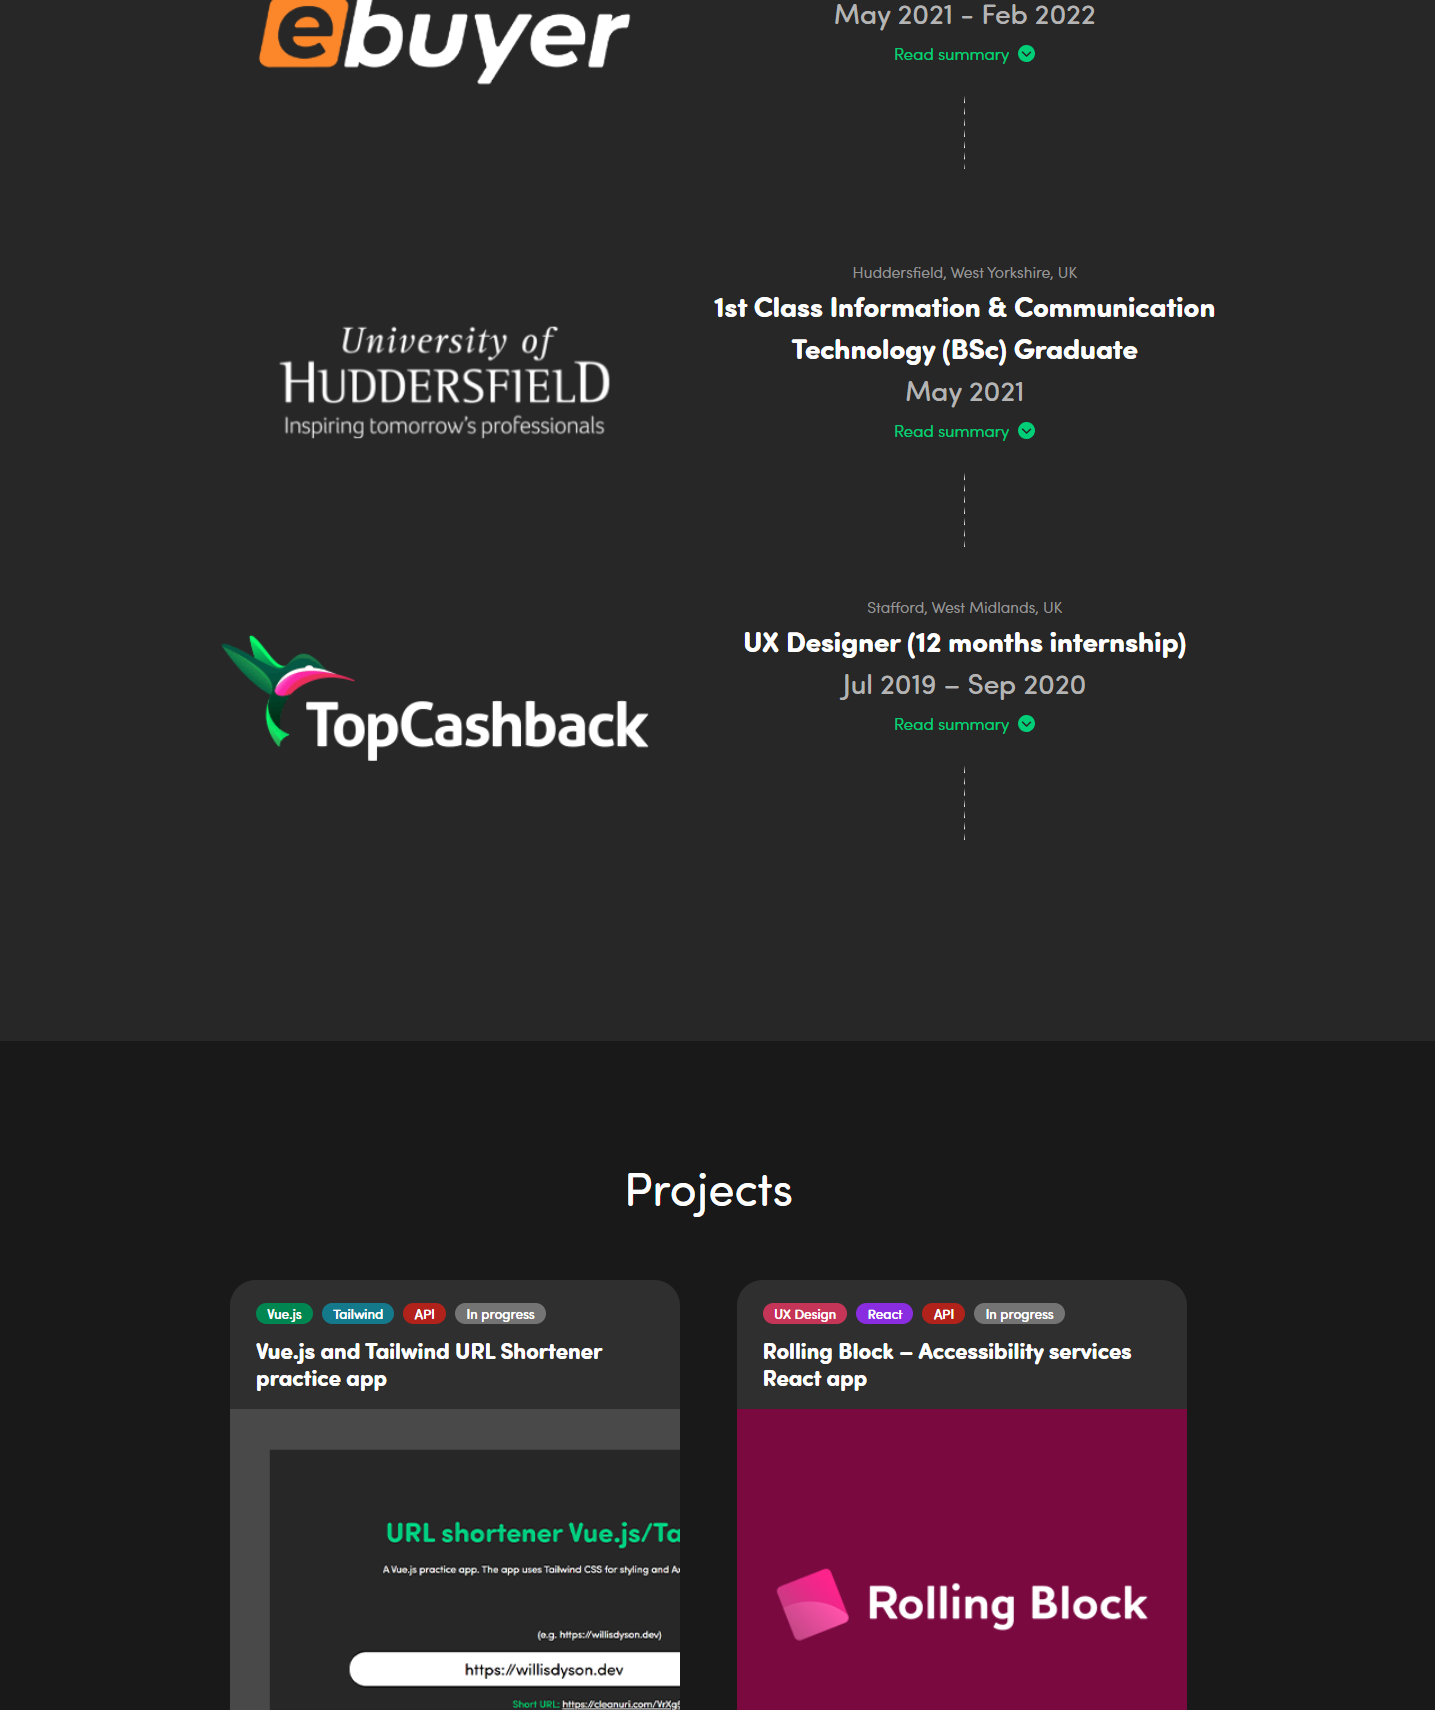 ebuyer
May 2021 - Feb 2022
Read summary
Huddersfield, West Yorkshire, UK
1st Class Information & Communication
Technology (BSc) Graduate
May 2021
Read summary
University of
HUDDERSFIELD
Inspiring tomorrow's professionals
Stafford, West Midlands, UK
UX Designer (12 months internship)
Jul 2019 – Sep 2020
Read summary
TopCashback
Projects
Vue.js Tailwind API In progress
Vue.js and Tailwind URL Shortener
practice app
URL shortener Vue.js/Ta
A Vue.js practice app. The app uses Tailwind CSS for styling and Ax
(e.g. https://willisdyson.dev)
https://willisdyson.dev
Short URL: https://cleanuri.com/VrXg
UX Design React API In progress
Rolling Block – Accessibility services
React app
Rolling Block